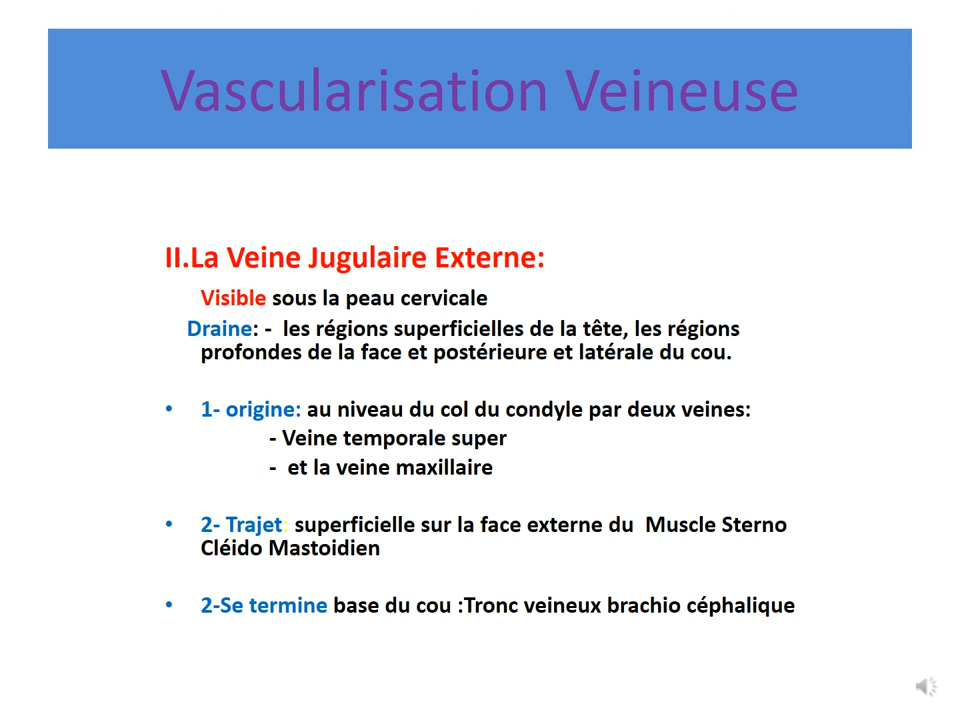 Vascularisation Veineuse
II.La Veine Jugulaire Externe:
Visible sous la peau cervicale
Draine: - les régions superficielles de la tête, les régions
profondes de la face et postérieure et latérale du cou.
• 1- origine: au niveau du col du condyle par deux veines:
- Veine temporale super
- et la veine maxillaire
• 2- Trajet: superficielle sur la face externe du Muscle Sterno
Cléido Mastoidien
• 2-Se termine base du cou :Tronc veineux brachio céphalique